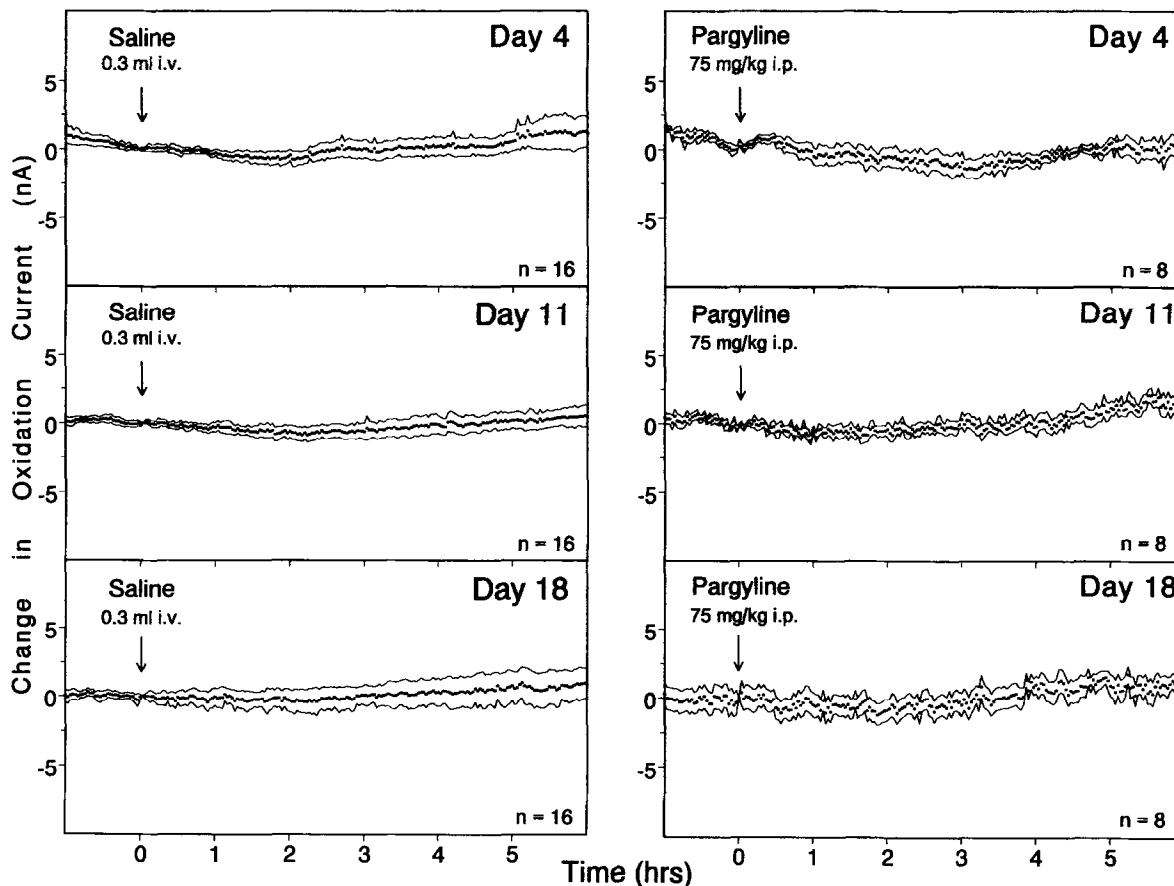 Saline
0.3 ml i.v.
Day 4
5
0
-5
n = 16
Pargyline
75 mg/kg i.p.
Day 4
5
0
-5
n = 8
Saline
0.3 ml i.v.
Day 11
5
0
-5
n = 16
Pargyline
75 mg/kg i.p.
Day 11
5
0
-5
n = 8
Saline
0.3 ml i.v.
Day 18
5
0
-5
n = 16
Pargyline
75 mg/kg i.p.
Day 18
5
0
-5
n = 8
Change in Oxidation Current (nA)
0 1 2 3 4 5
0 1 2 3 4 5
Time (hrs)